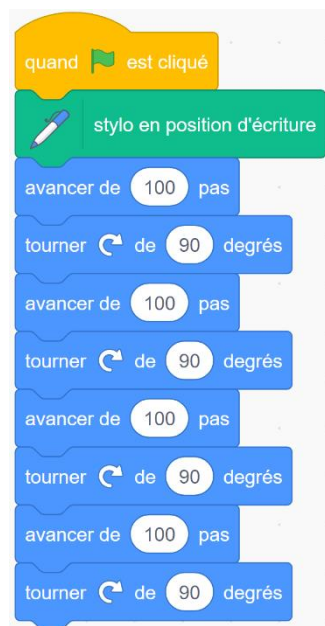 quand est cliqué
stylo en position d'écriture
avancer de 100 pas
tourner de 90 degrés
avancer de 100 pas
tourner de 90 degrés
avancer de 100 pas
tourner de 90 degrés
avancer de 100 pas
tourner de 90 degrés